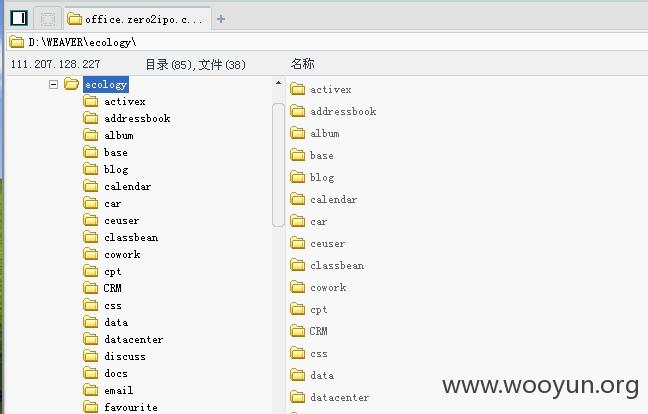 office.zero2ipo.c...
D:\WEAVER\ecology\
111.207.128.227
目录(85),文件(38)
名称
ecology
activex
addressbook
album
base
blog
calendar
car
ceuser
classbean
cowork
cpt
CRM
css
data
datacenter
discuss
docs
email
favourite
activex
addressbook
album
base
blog
calendar
car
ceuser
classbean
cowork
cpt
CRM
css
data
datacenter
www.wooyun.org